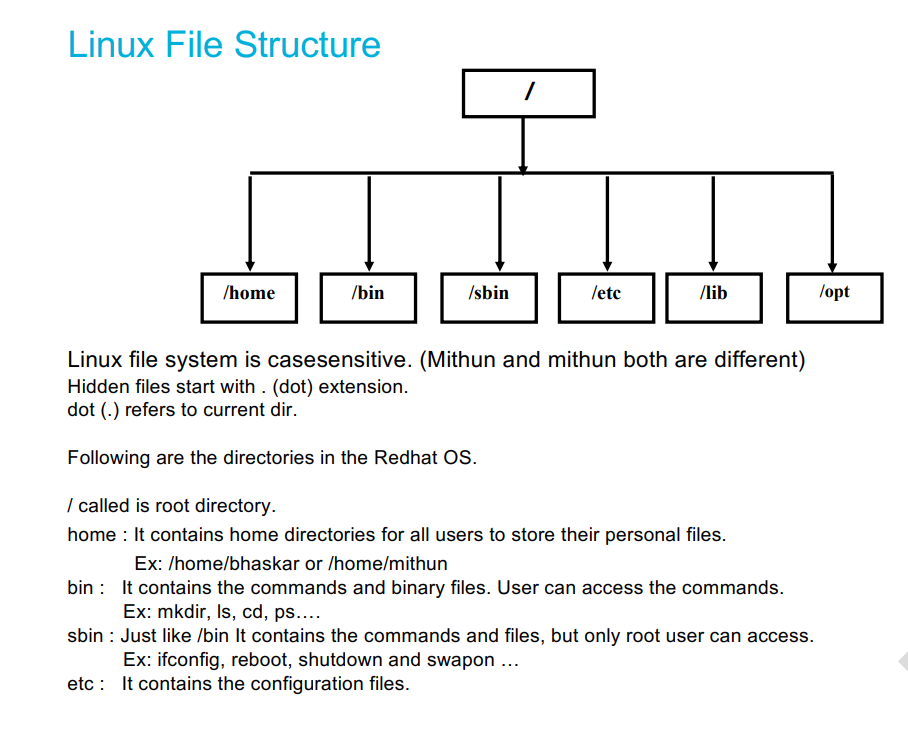 Linux File Structure
/
/home /bin /sbin /etc /lib /opt
Linux file system is casesensitive. (Mithun and mithun both are different)
Hidden files start with . (dot) extension.
dot (.) refers to current dir.
Following are the directories in the Redhat OS.
/ called is root directory.
home : It contains home directories for all users to store their personal files.
Ex: /home/bhaskar or /home/mithun
bin : It contains the commands and binary files. User can access the commands.
Ex: mkdir, ls, cd, ps....
sbin : Just like /bin It contains the commands and files, but only root user can access.
Ex: ifconfig, reboot, shutdown and swapon ...
etc : It contains the configuration files.